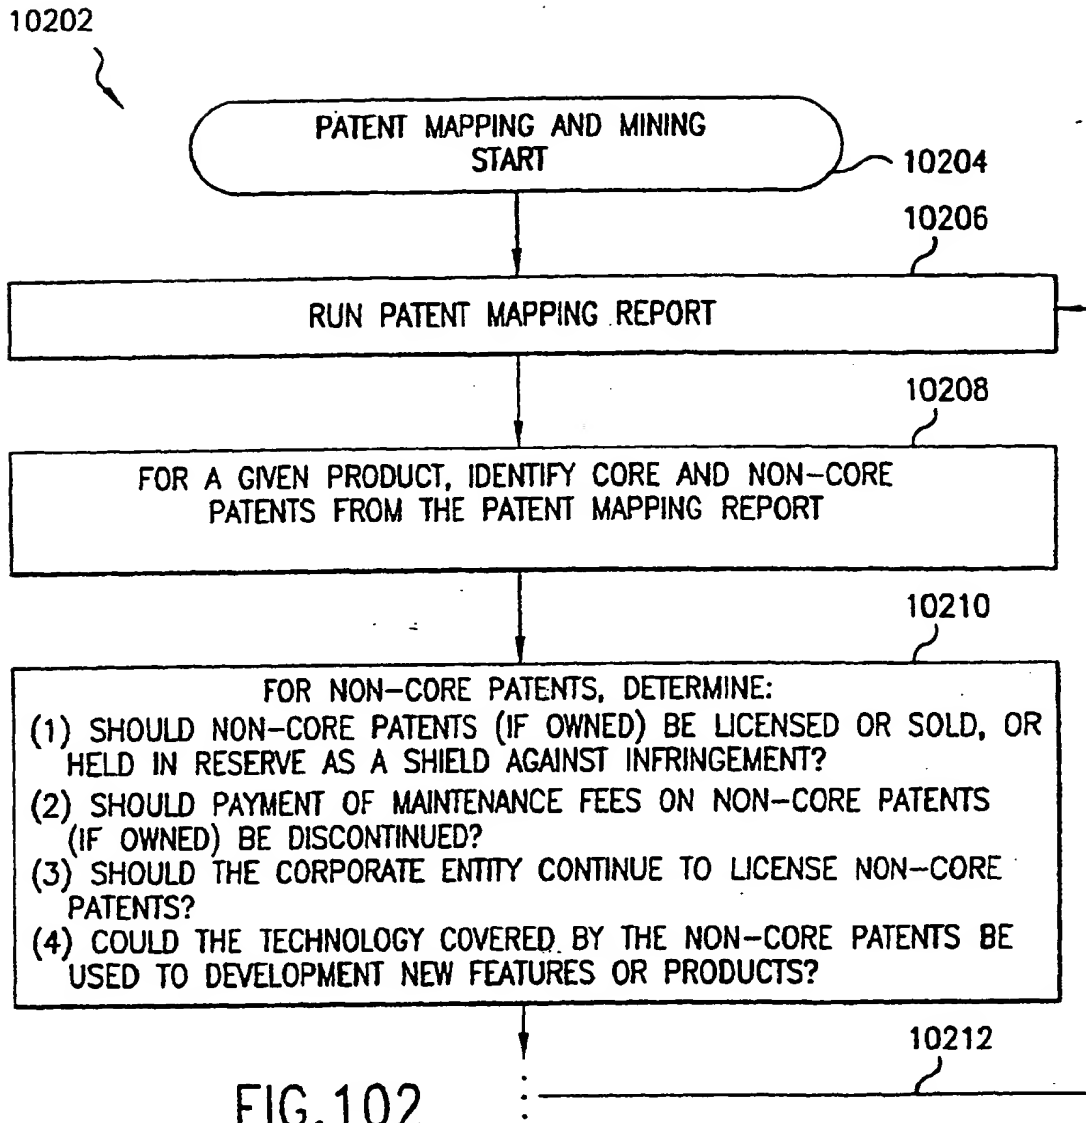 10202
PATENT MAPPING AND MINING
START
10204
10206
RUN PATENT MAPPING REPORT
10208
FOR A GIVEN PRODUCT, IDENTIFY CORE AND NON-CORE
PATENTS FROM THE PATENT MAPPING REPORT
10210
FOR NON-CORE PATENTS, DETERMINE:
(1) SHOULD NON-CORE PATENTS (IF OWNED) BE LICENSED OR SOLD, OR
HELD IN RESERVE AS A SHIELD AGAINST INFRINGEMENT?
(2) SHOULD PAYMENT OF MAINTENANCE FEES ON NON-CORE PATENTS
(IF OWNED) BE DISCONTINUED?
(3) SHOULD THE CORPORATE ENTITY CONTINUE TO LICENSE NON-CORE
PATENTS?
(4) COULD THE TECHNOLOGY COVERED BY THE NON-CORE PATENTS BE
USED TO DEVELOPMENT NEW FEATURES OR PRODUCTS?
10212
FIG.102